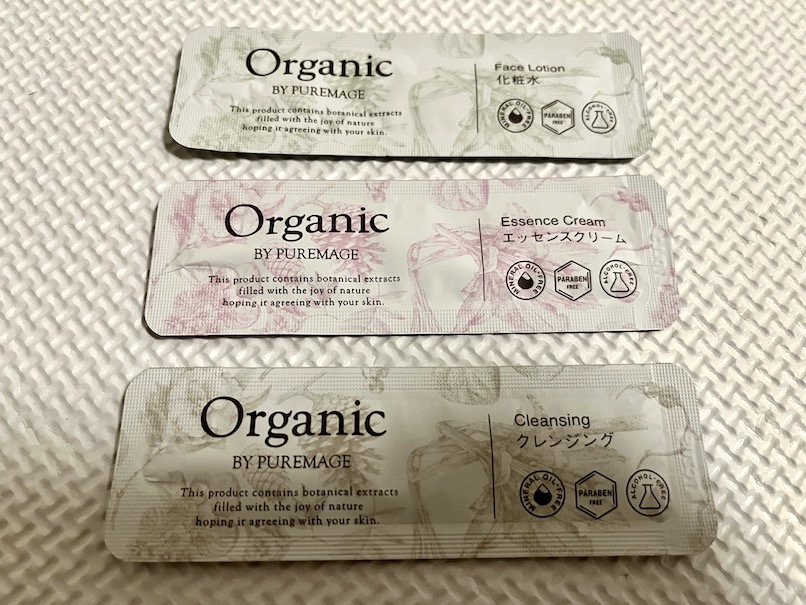 Organic
BY PUREMAGE
This product contains botanical extracts
filled with the joy of nature
hoping it agreeing with your skin.
Face Lotion
化粧水
MINERAL OIL-FREE
PARABEN
FREE
ALCOHOL-FREE
Organic
BY PUREMAGE
This product contains botanical extracts
filled with the joy of nature
hoping it agreeing with your skin.
Essence Cream
エッセンスクリーム
MINERAL OIL-FREE
PARABEN
FREE
ALCOHOL-FREE
Organic
BY PUREMAGE
This product contains botanical extracts
filled with the joy of nature
hoping it agreeing with your skin.
Cleansing
クレンジング
MINERAL OIL-FREE
PARABEN
FREE
ALCOHOL-FREE